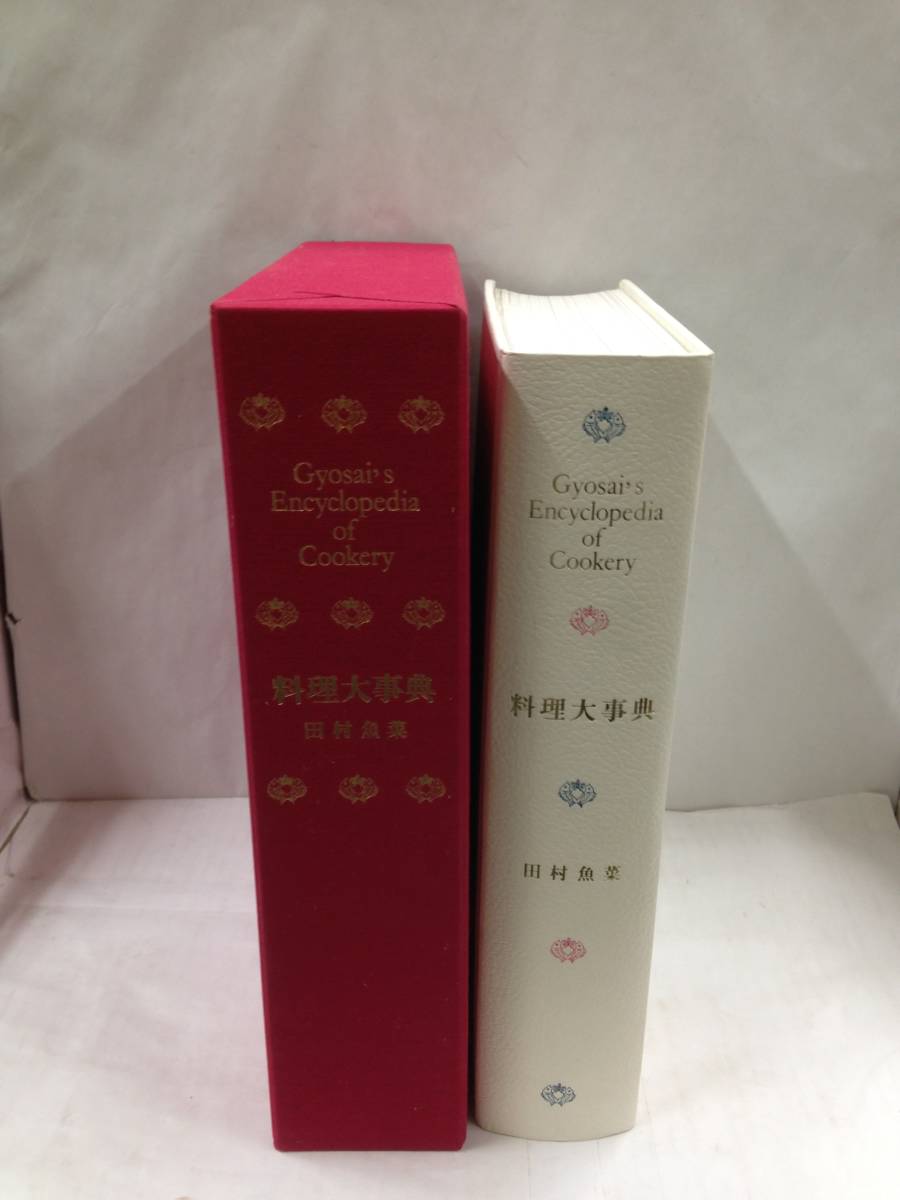 Gyosai's
Encyclopedia
of
Cookery
料理大事典
田村魚菜
Gyosai's
Encyclopedia
of
Cookery
料理大事典
田村魚菜